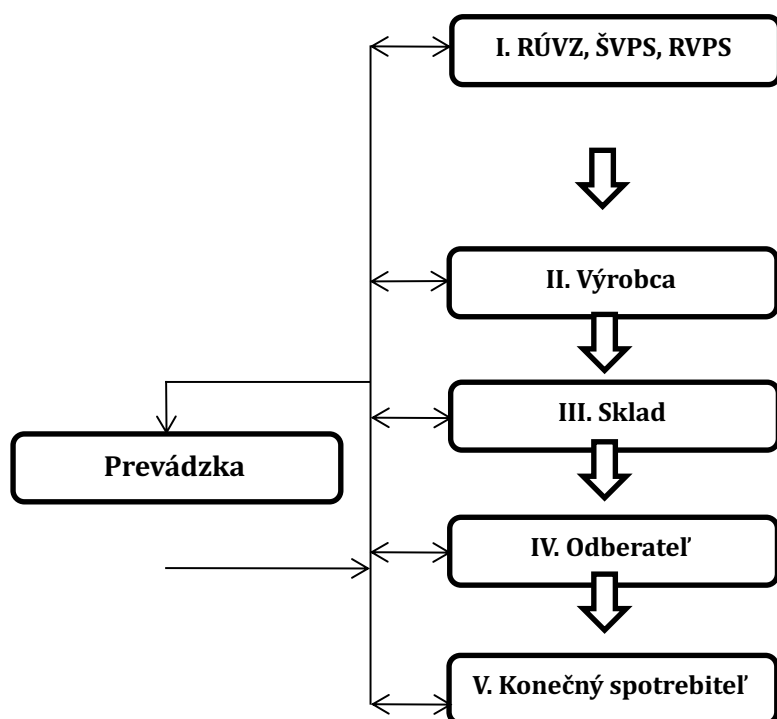 I. RÚVZ, ŠVPS, RVPS
II. Výrobca
III. Sklad
Prevádzka
IV. Odberateľ
V. Konečný spotrebiteľ